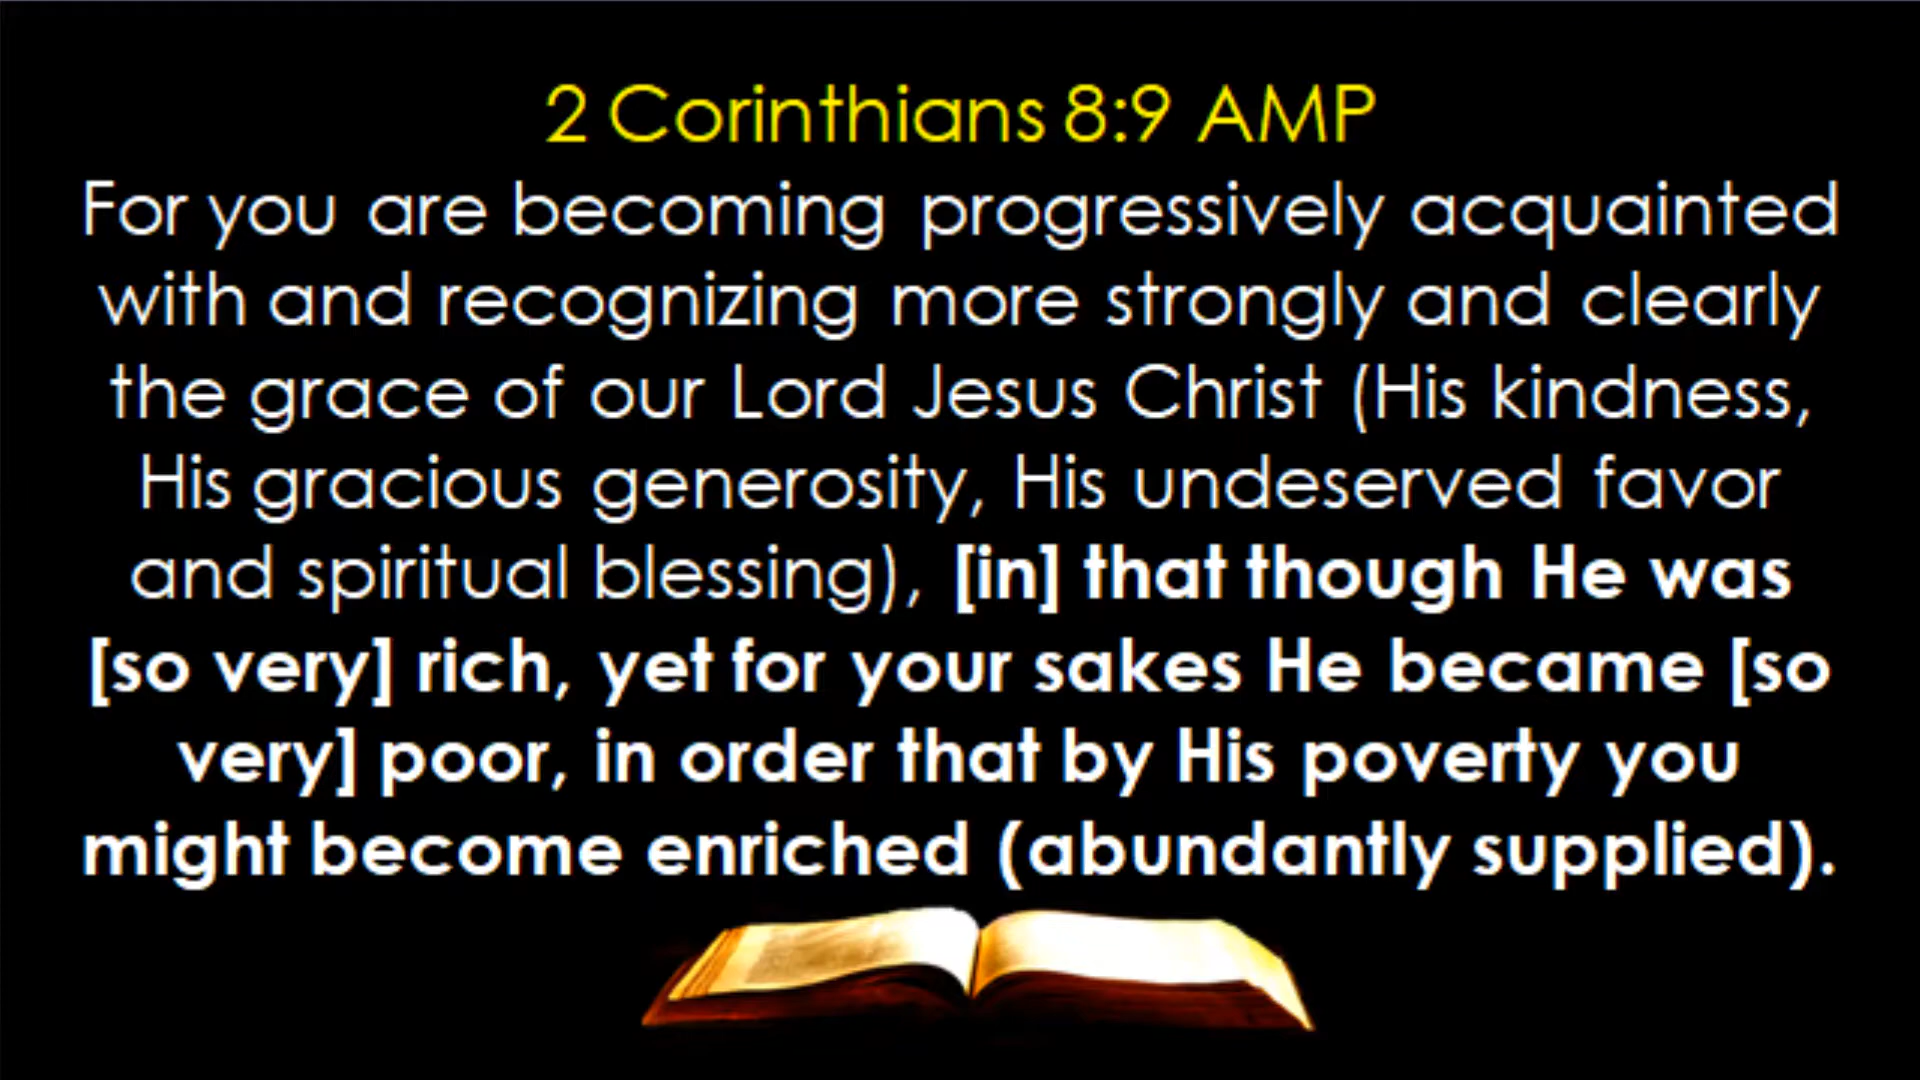 2 Corinthians 8:9 AMP
For you are becoming progressively acquainted
with and recognizing more strongly and clearly
the grace of our Lord Jesus Christ (His kindness,
His gracious generosity, His undeserved favor
and spiritual blessing), [in] that though He was
[so very] rich, yet for your sakes He became [so
very] poor, in order that by His poverty you
might become enriched (abundantly supplied).